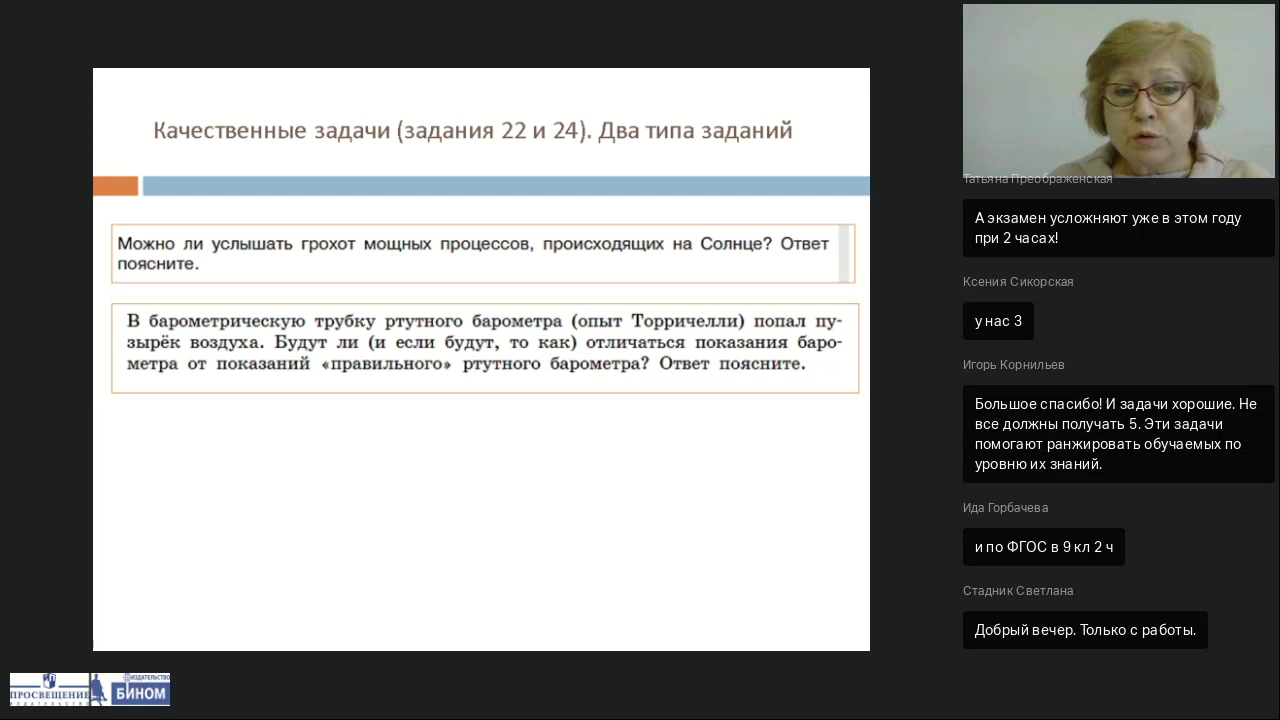 Качественные задачи (задания 22 и 24). Два типа заданий
Можно ли услышать грохот мощных процессов, происходящих на Солнце? Ответ
поясните.
В барометрическую трубку ртутного барометра (опыт Торричелли) попал пу-
зырёк воздуха. Будут ли (и если будут, то как) отличаться показания баро-
метра от показаний «правильного» ртутного барометра? Ответ поясните.
Татьяна Преображенская
А экзамен усложняют уже в этом году
при 2 часах!
Ксения Сикорская
у нас 3
Игорь Корнильев
Большое спасибо! И задачи хорошие. Не
все должны получать 5. Эти задачи
помогают ранжировать обучаемых по
уровню их знаний.
Ида Горбачева
и по ФГОС в 9 кл 2 ч
Стадник Светлана
Добрый вечер. Только с работы.
ПРОСВЕЩЕНИЕ
ИЗДАТЕЛЬСТВО
ИЗДАТЕЛЬСТВО
БИНОМ